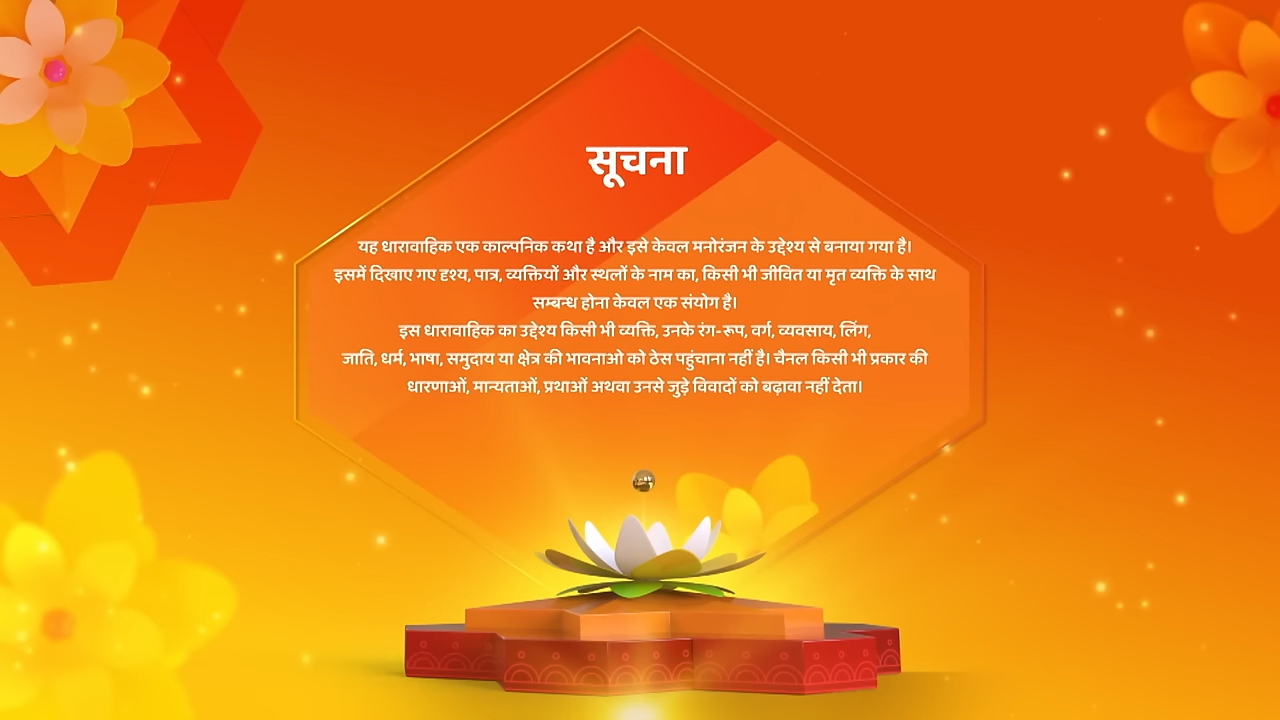 सूचना
यह धारावाहिक एक काल्पनिक कथा है और इसे केवल मनोरंजन के उद्देश्य से बनाया गया है।
इसमें दिखाए गए दृश्य, पात्र, व्यक्तियों और स्थलों के नाम का, किसी भी जीवित या मृत व्यक्ति के साथ
सम्बन्ध होना केवल एक संयोग है।
इस धारावाहिक का उद्देश्य किसी भी व्यक्ति, उनके रंग-रूप, वर्ग, व्यवसाय, लिंग,
जाति, धर्म, भाषा, समुदाय या क्षेत्र की भावनाओ को ठेस पहुंचाना नहीं है। चैनल किसी भी प्रकार की
धारणाओं, मान्यताओं, प्रथाओं अथवा उनसे जुड़े विवादों को बढ़ावा नहीं देता।